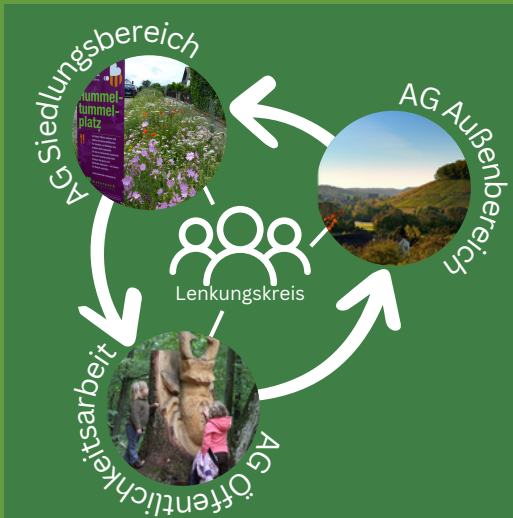 AG Siedlungsbereich
Hummel-
tummel-
platz
AG Außenbereich
Lenkungskreis
AG Öffentlichkeitsarbeit